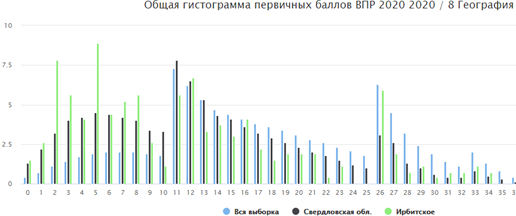 Общая гистограмма первичных баллов ВПР 2020 2020 / 8 География
10
7.5
5
2.5
0
0 1 2 3 4 5 6 7 8 9 10 11 12 13 14 15 16 17 18 19 20 21 22 23 24 25 26 27 28 29 30 31 32 33 34 35
Вся выборка Свердловская обл. Ирбитское